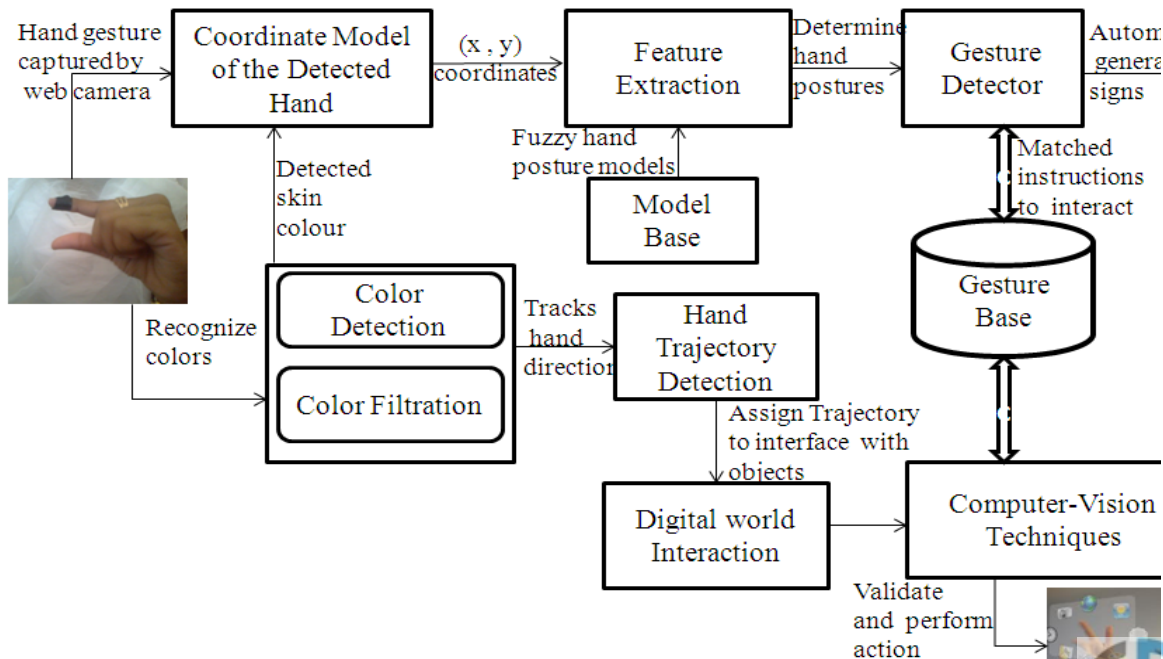 Hand gesture
captured by
web camera
Coordinate Model
of the Detected
Hand
(x , y)
coordinates
Feature
Extraction
Determine
hand
postures
Gesture
Detector
signs
Detected
skin
colour
Fuzzy hand
posture models
Model
Base
Matched
instructions
to interact
Gesture
Base
Recognize
colors
Color
Detection
Color Filtration
Tracks
hand
direction
Hand
Trajectory
Detection
Assign Trajectory
to interface with
objects
Digital world
Interaction
Computer-Vision
Techniques
Validate
and perform
action